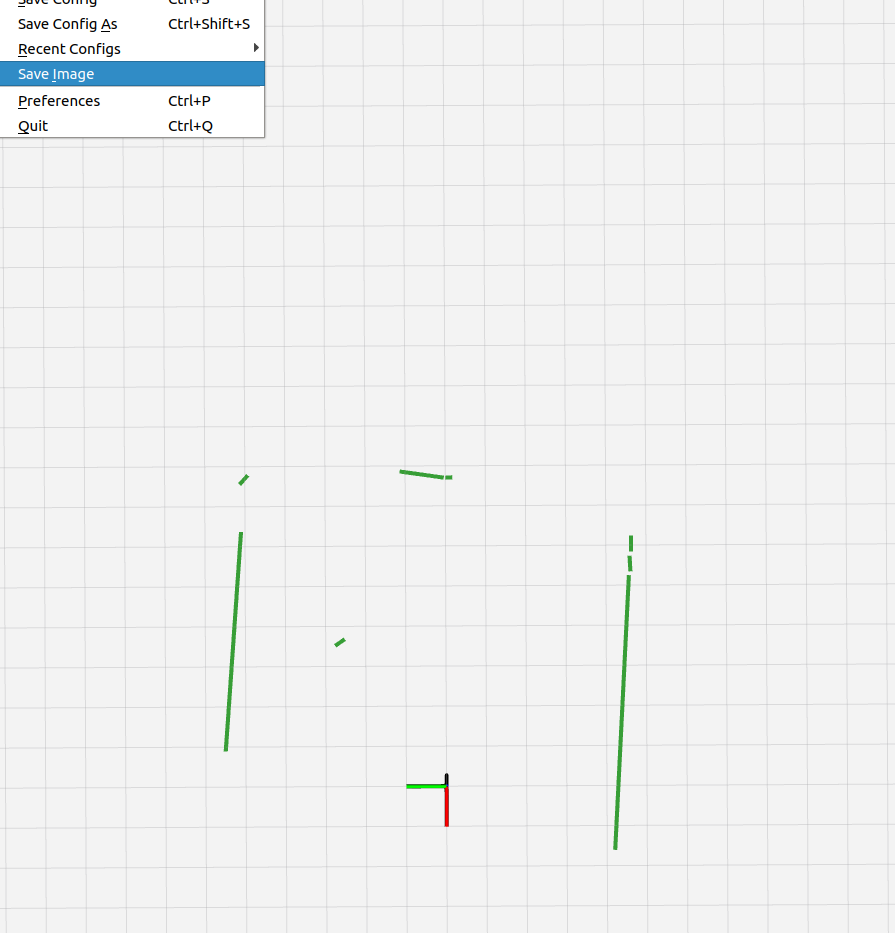 Save Config Ctrl+S
Save Config As Ctrl+Shift+S
Recent Configs
Save Image
Preferences Ctrl+P
Quit Ctrl+Q